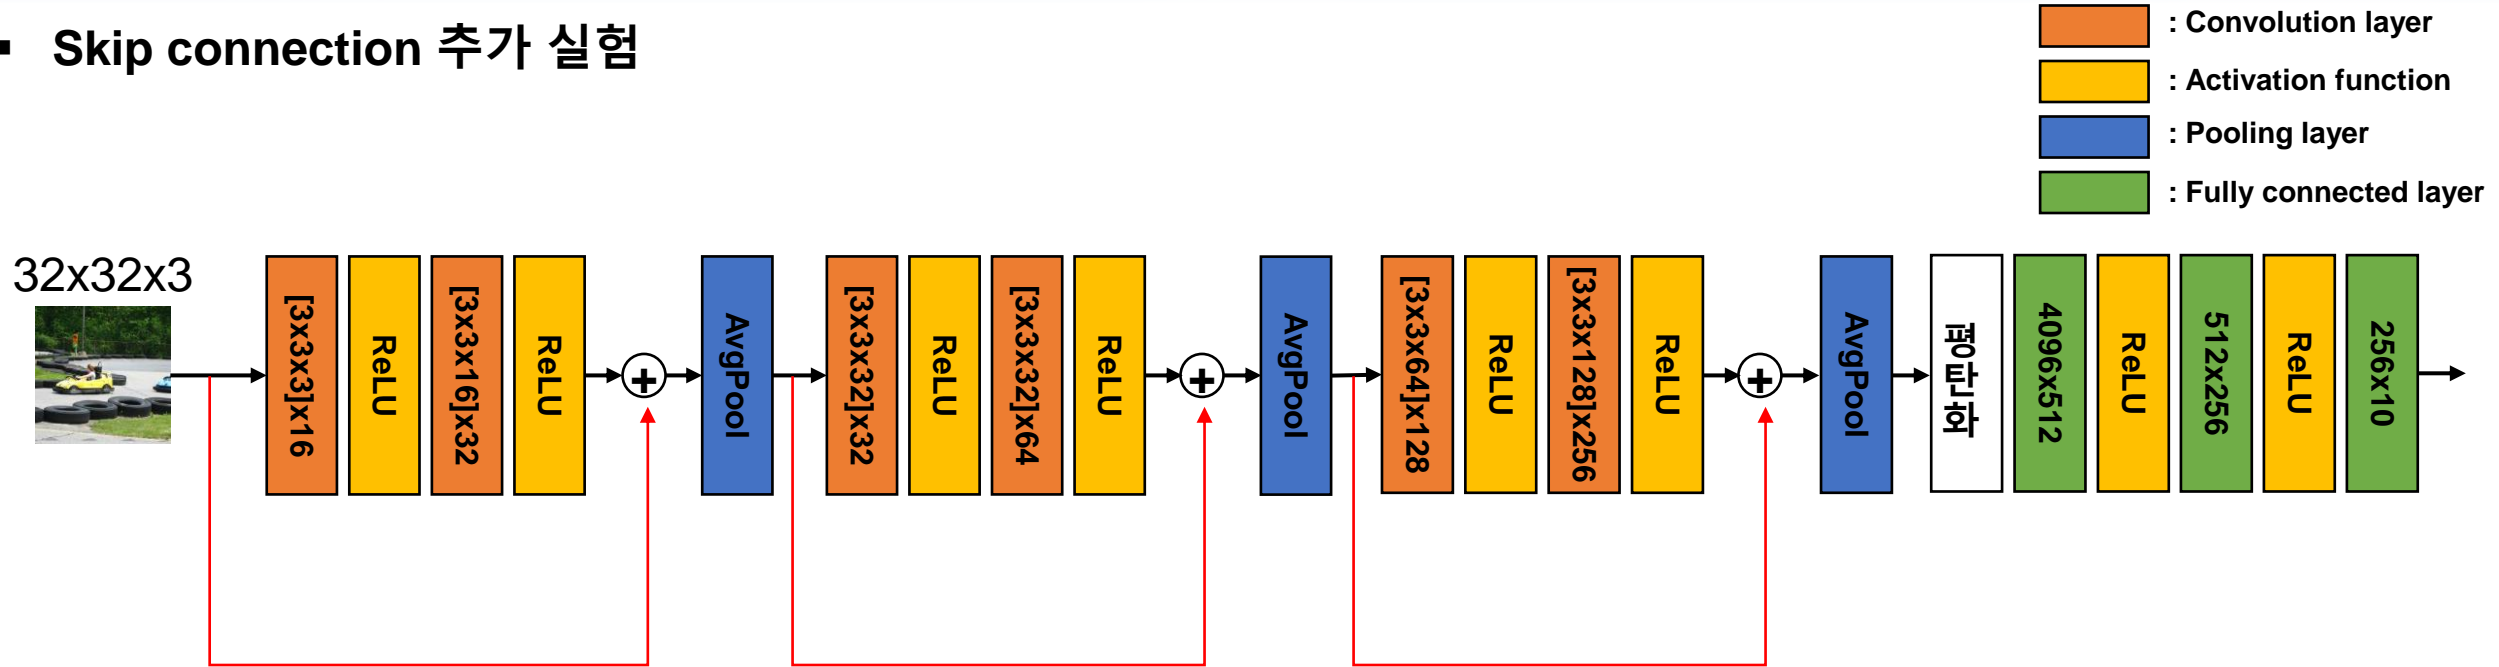 Skip connection 추가 실험
: Convolution layer
: Activation function
: Pooling layer
: Fully connected layer
32x32x3
[3x3x3]x16
ReLU
[3x3x16]x32
ReLU
+
AvgPool
[3x3x32]x32
ReLU
[3x3x32]x64
ReLU
+
AvgPool
[3x3x64]x128
ReLU
[3x3x128]x256
ReLU
+
AvgPool
평탄화
4096x512
ReLU
512x256
ReLU
256x10